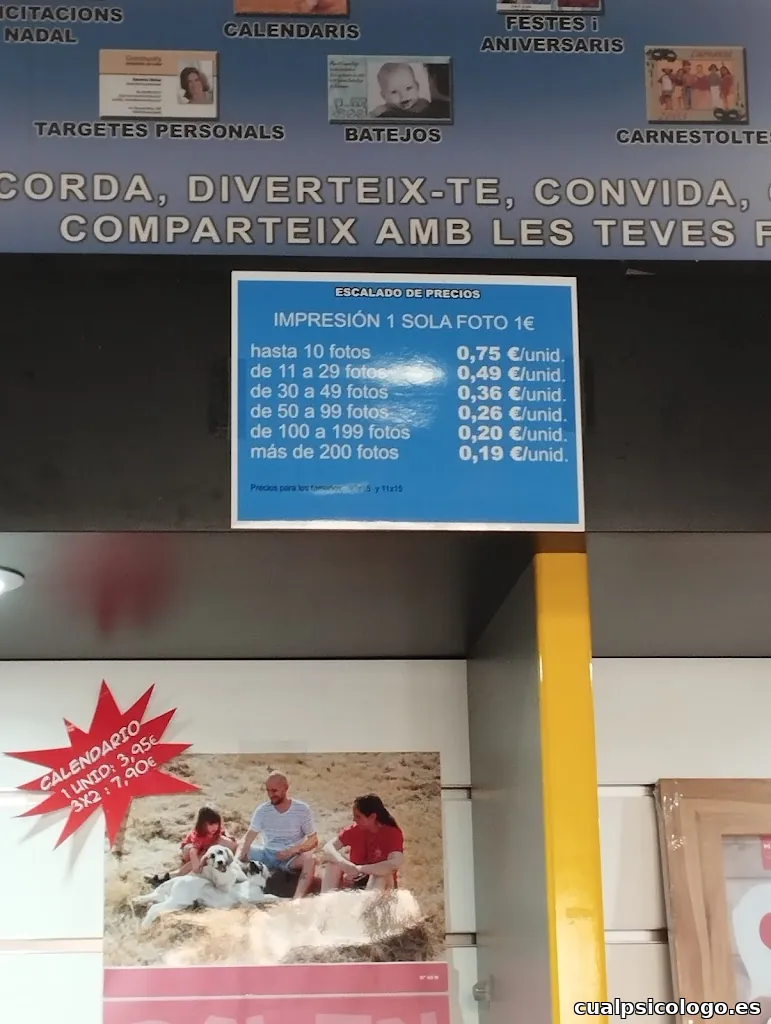 ICITACIONS
NADAL
CALENDARIS
FESTES i
ANIVERSARIS
TARGETES PERSONALS
BATEJOS
CARNESTOLTES
CORDA, DIVERTEIX-TE, CONVIDA,
COMPARTEIX AMB LES TEVES F
ESCALADO DE PRECIOS
IMPRESIÓN 1 SOLA FOTO 1€
hasta 10 fotos 0,75 €/unid.
de 11 a 29 fotos 0,49 €/unid.
de 30 a 49 fotos 0,36 €/unid.
de 50 a 99 fotos 0,26 €/unid.
de 100 a 199 fotos 0,20 €/unid.
más de 200 fotos 0,19 €/unid.
Precios para los y 11x15
CALENDARIO
1 UNID: 3,95€
3X2 : 7,90€
cualpsicologo.es